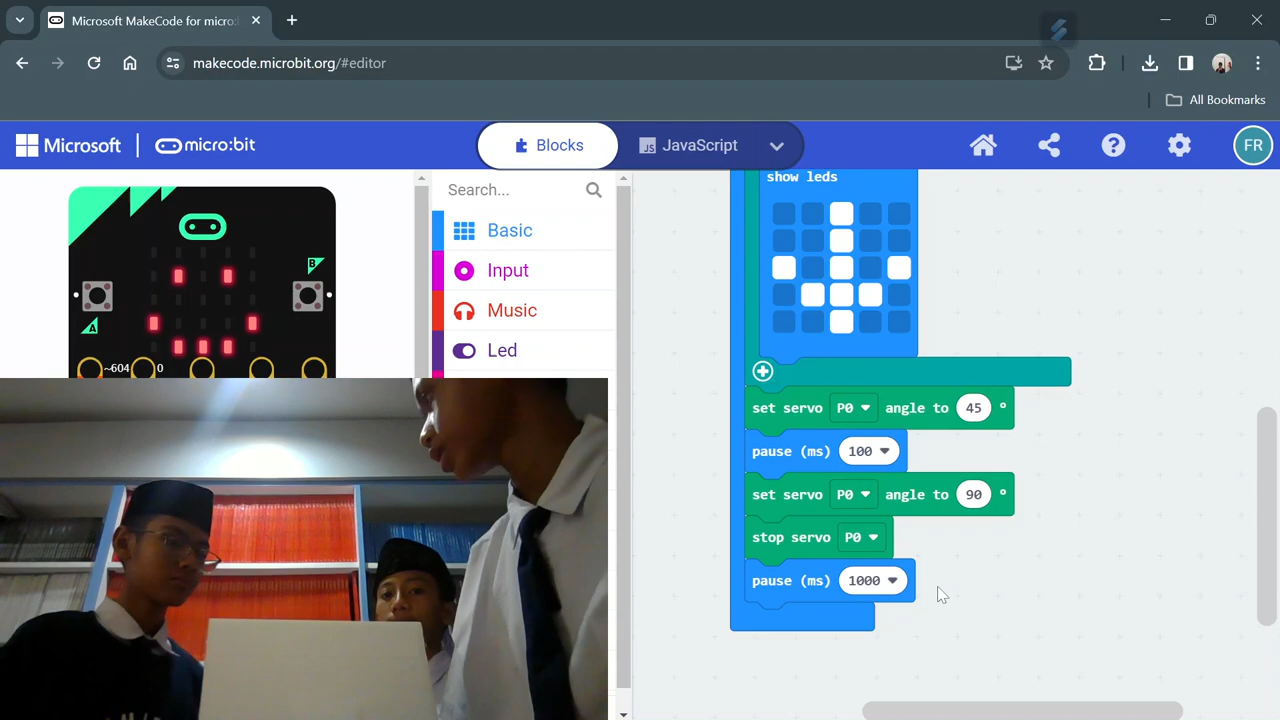 Microsoft MakeCode for micro:
makecode.microbit.org/#editor
All Bookmarks
Microsoft
micro:bit
Blocks
JS JavaScript
FR
Search...
Basic
Input
Music
Led
A
B
~604
0
show leds
set servo P0 angle to 45 °
pause (ms) 100
set servo P0 angle to 90 °
stop servo P0
pause (ms) 1000